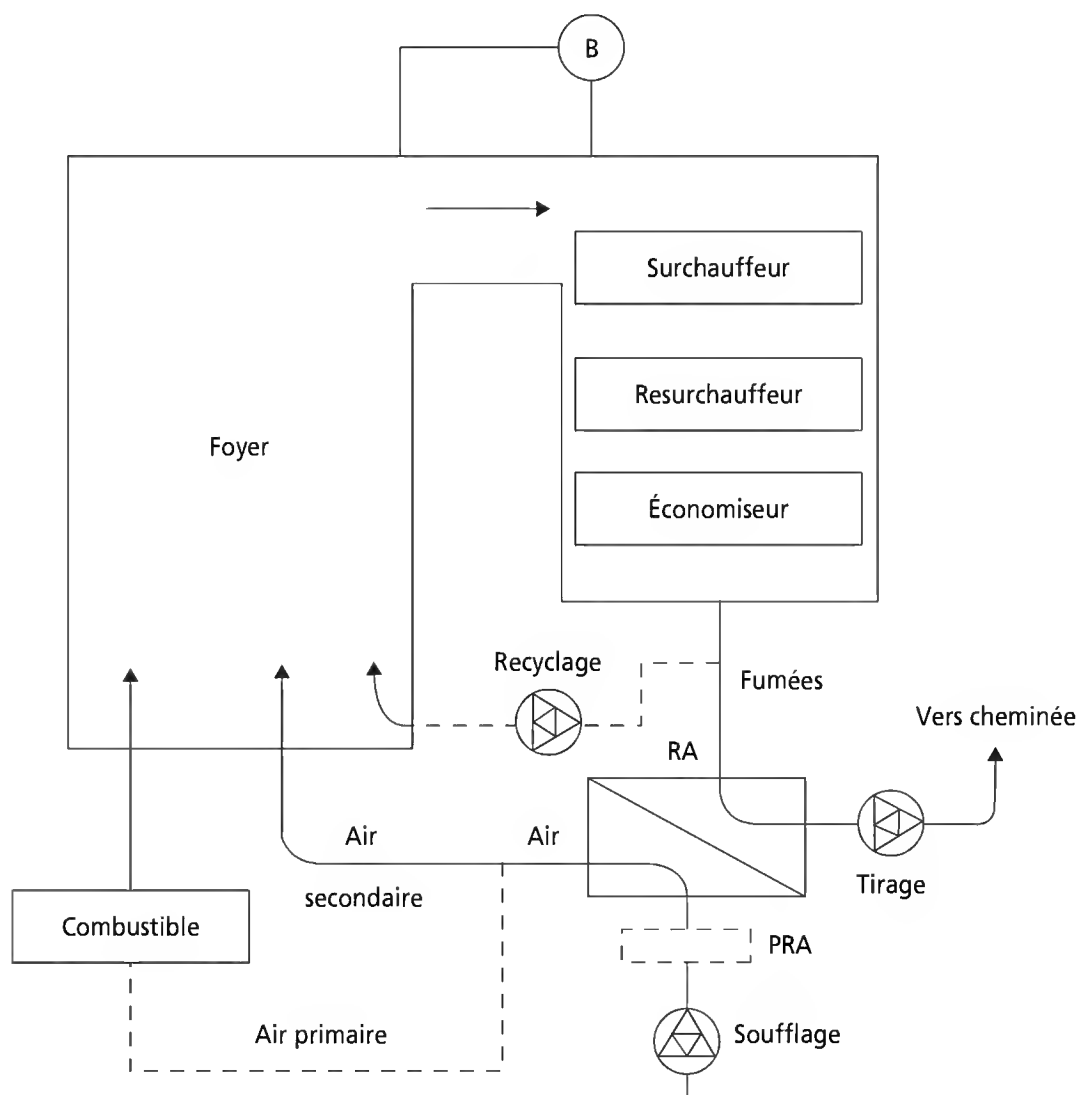 B
Surchauffeur
Resurchauffeur
Foyer
Économiseur
Recyclage
Fumées
Vers cheminée
RA
Air
Air
secondaire
Tirage
Combustible
PRA
Air primaire
Soufflage